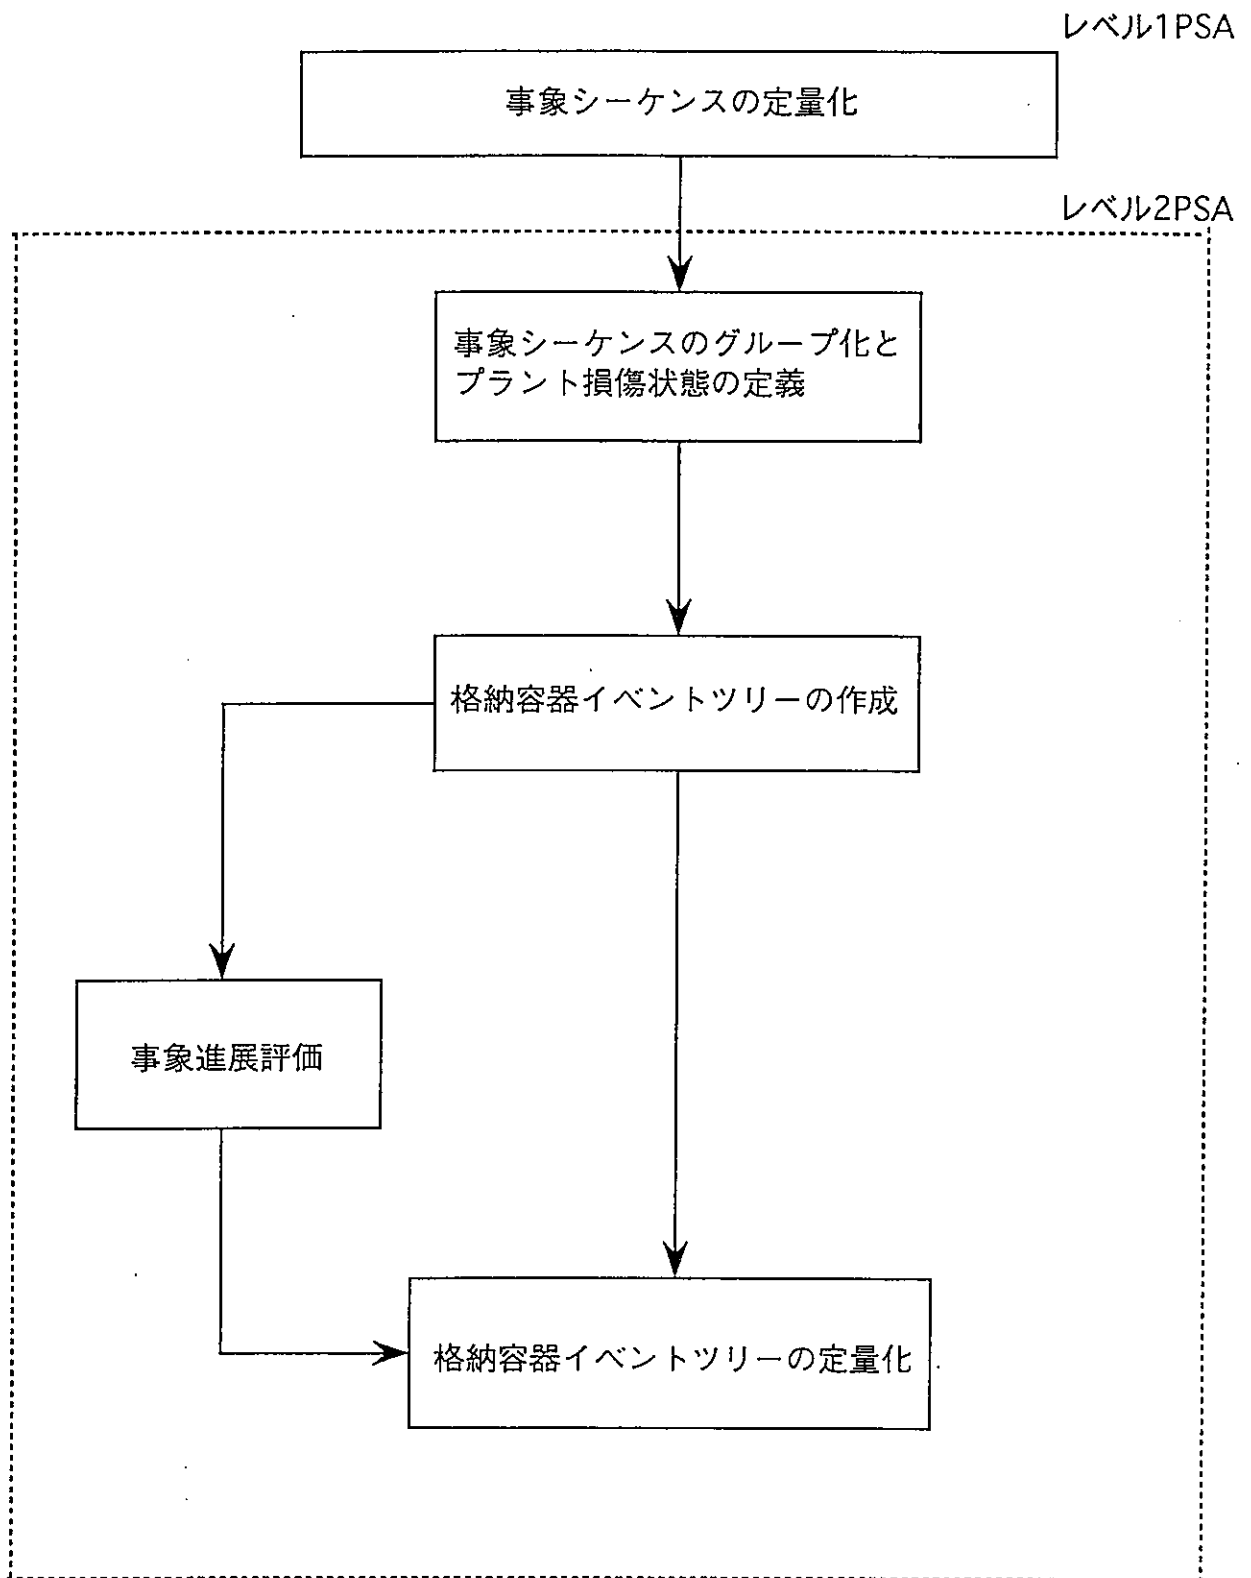 レベル1PSA
事象シーケンスの定量化
レベル2PSA
事象シーケンスのグループ化と
プラント損傷状態の定義
格納容器イベントツリーの作成
事象進展評価
格納容器イベントツリーの定量化